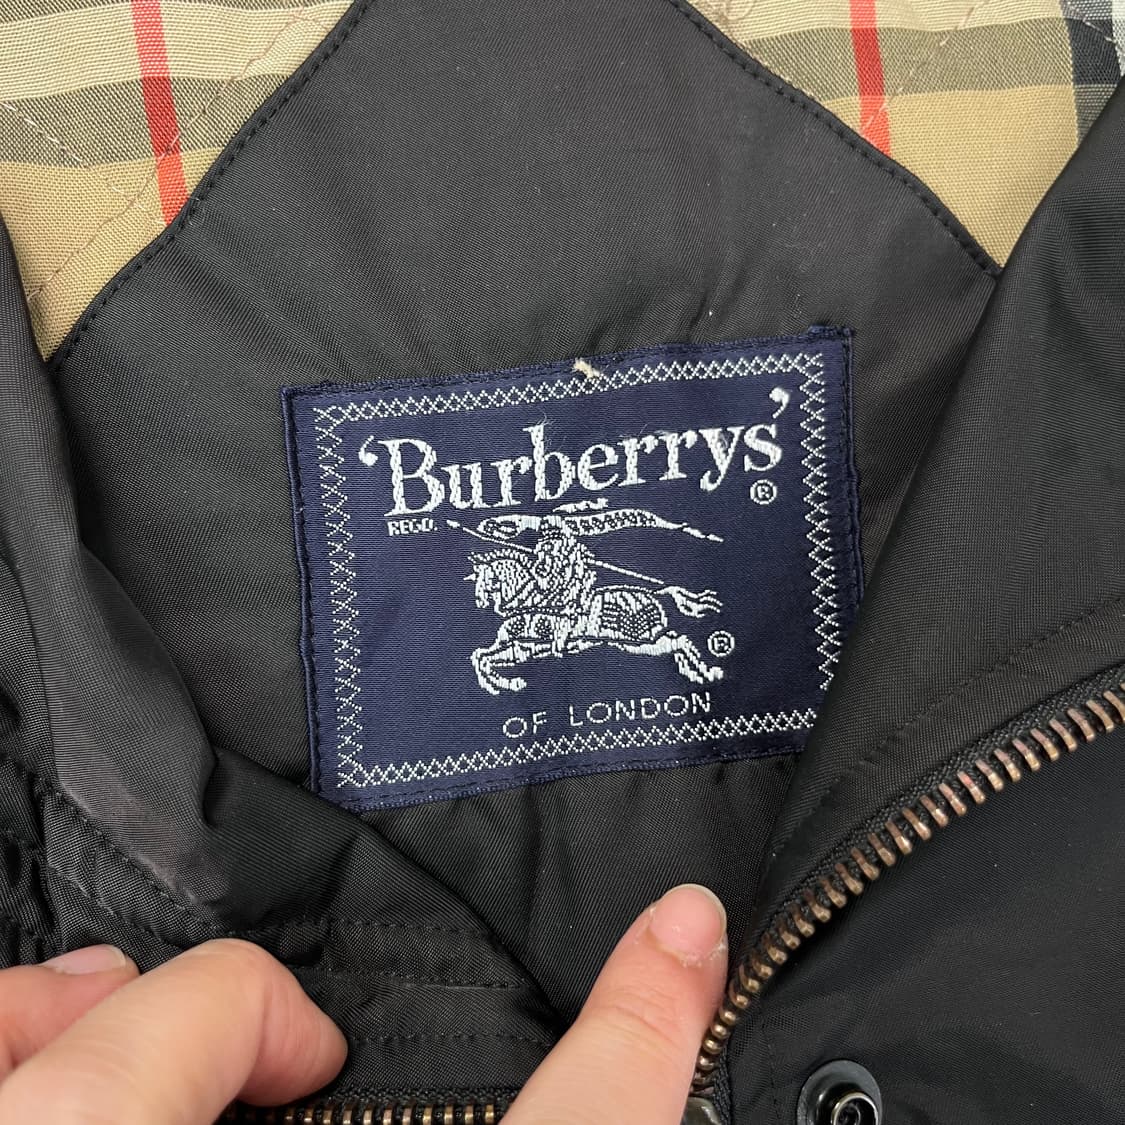 ‘Burberrys’
REGD. ®
®
OF LONDON